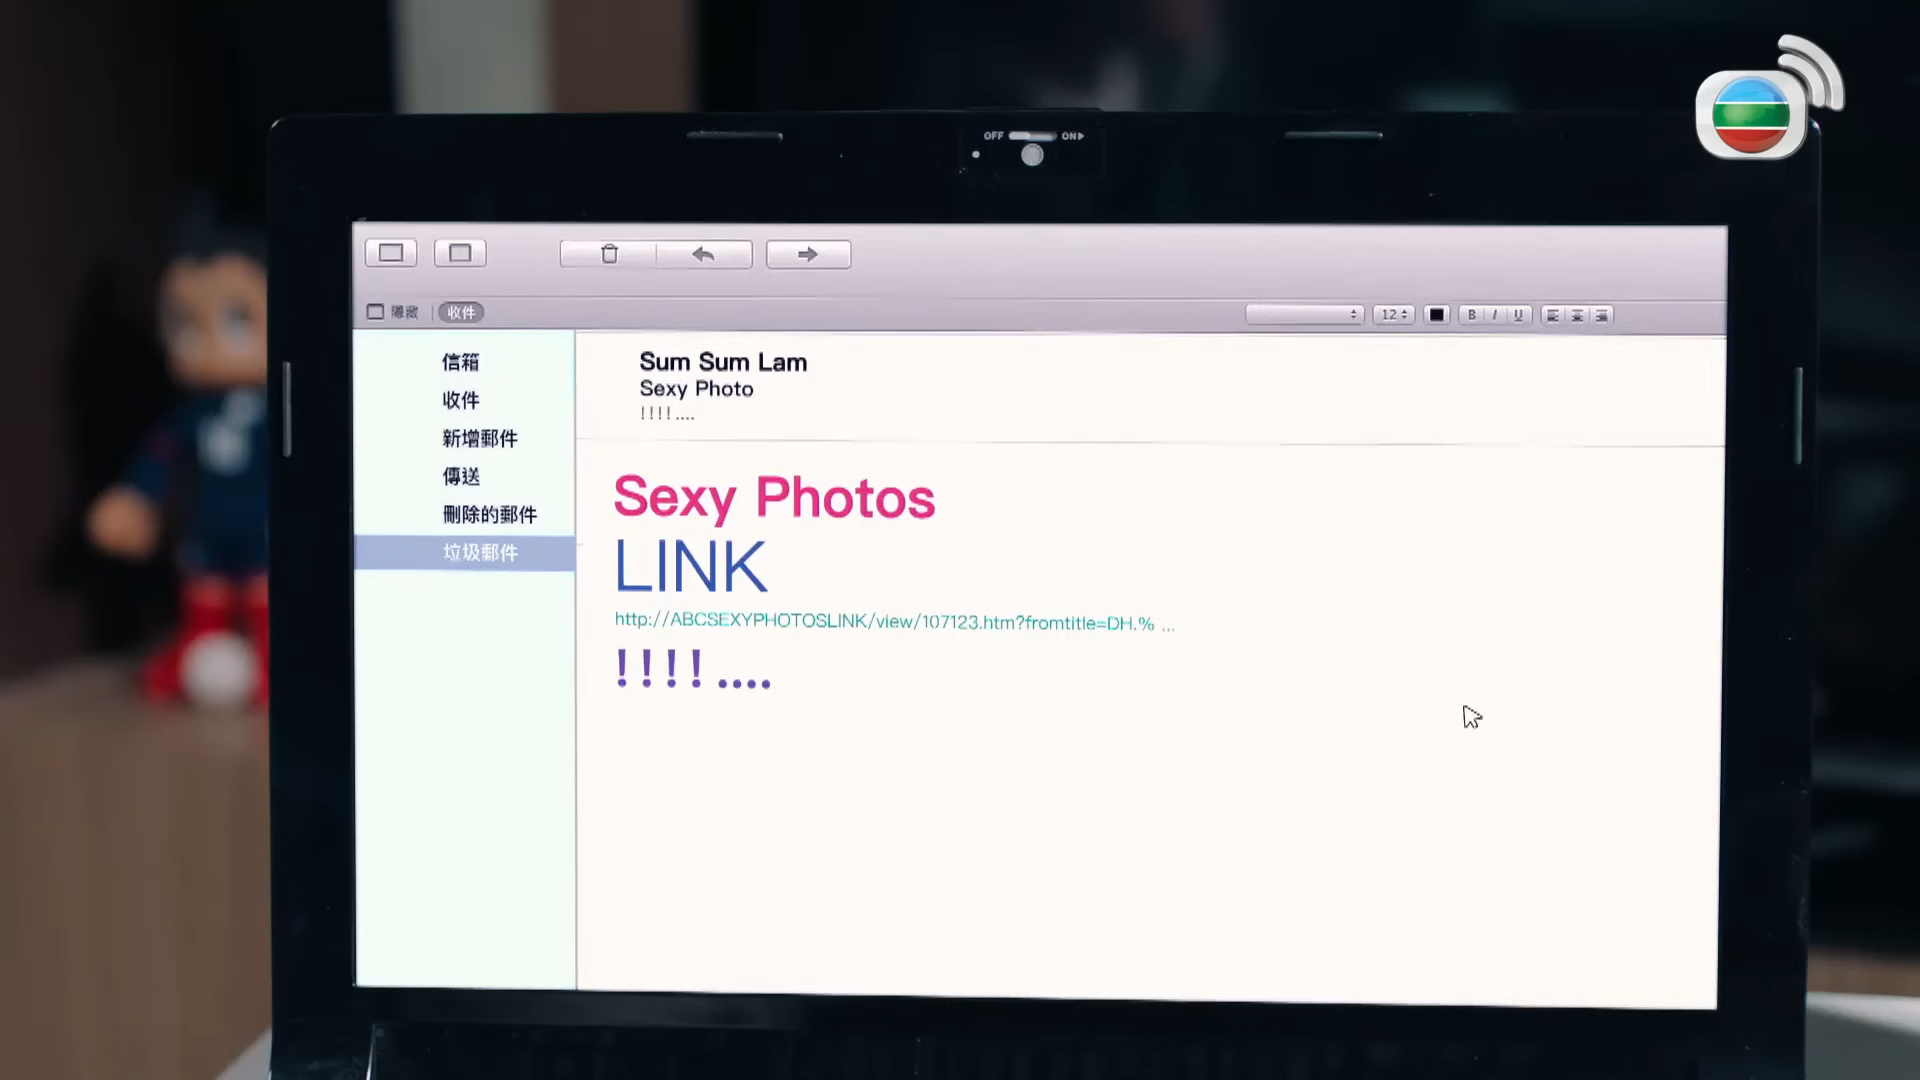 OFF ON
隱藏 收件
12 B I U
信箱
收件
新增郵件
傳送
刪除的郵件
垃圾郵件
Sum Sum Lam
Sexy Photo
!!!!....
Sexy Photos
LINK
http://ABCSEXYPHOTOSLINK/view/107123.htm?fromtitle=DH.% ...
!!!!....